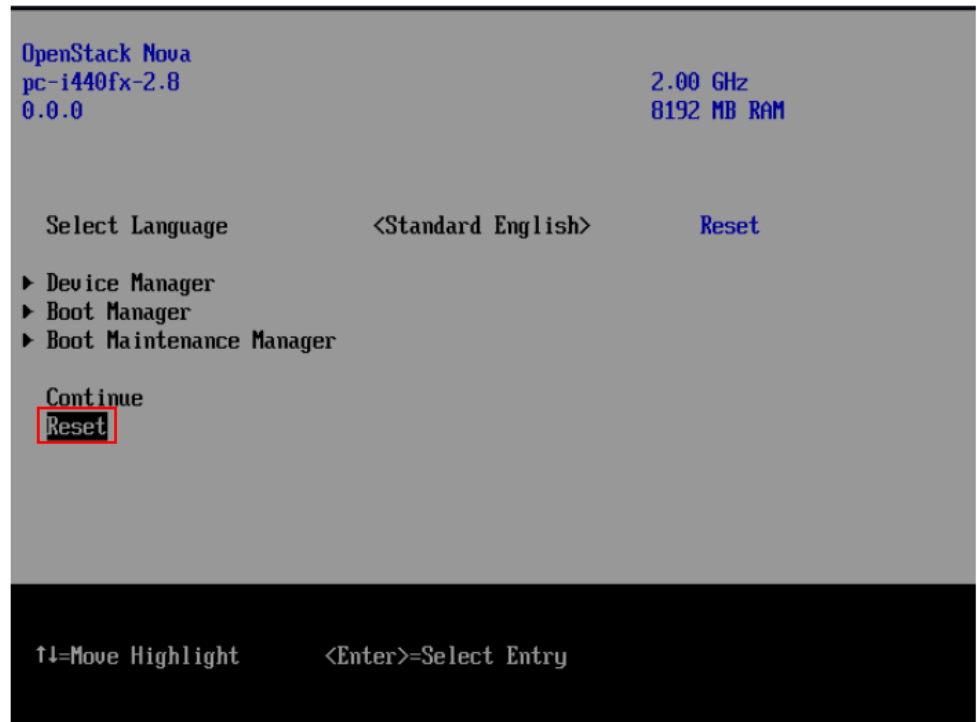 OpenStack Nova
pc-i440fx-2.8 2.00 GHz
0.0.0 8192 MB RAM
Select Language <Standard English> Reset
▶ Device Manager
▶ Boot Manager
▶ Boot Maintenance Manager
Continue
Reset
↑↓=Move Highlight <Enter>=Select Entry